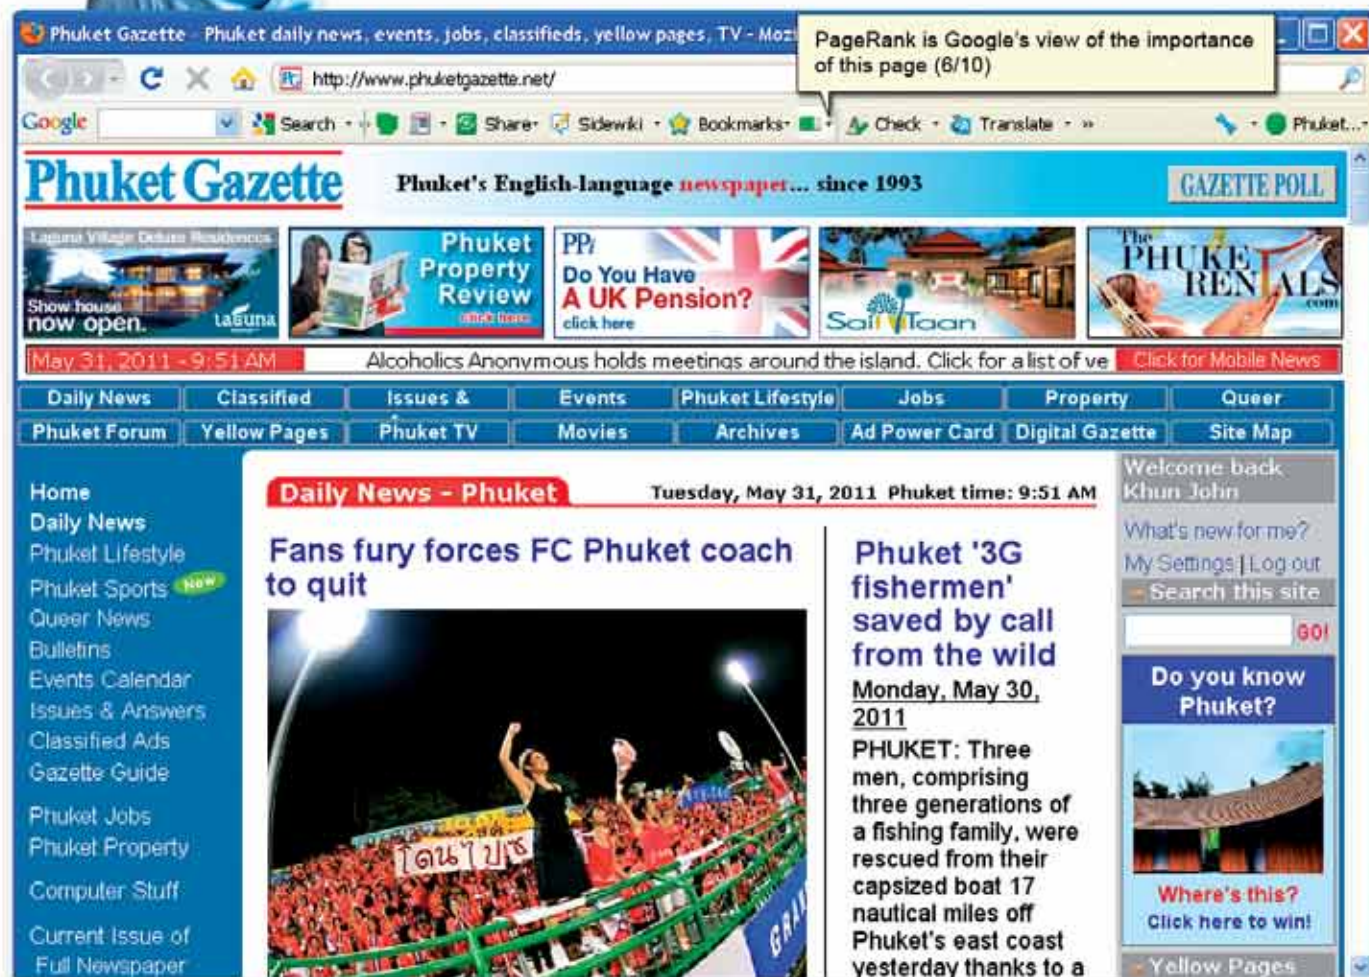 Phuket Gazette - Phuket daily news, events, jobs, classifieds, yellow pages, TV - Moz
PageRank is Google's view of the importance
of this page (6/10)
http://www.phuketgazette.net/
Google Search Share Sidewiki Bookmarks Check Translate » Phuket...
Phuket Gazette
Phuket's English-language newspaper... since 1993
GAZETTE POLL
Laguna Village Deluxe Residences
Show house
now open.
laguna
Phuket
Property
Review
click here
PPi
Do You Have
A UK Pension?
click here
Sai Taan
The
PHUKET
RENTALS
.com
May 31, 2011 - 9:51 AM
Alcoholics Anonymous holds meetings around the island. Click for a list of ve
Click for Mobile News
Daily News Classified Issues & Events Phuket Lifestyle Jobs Property Queer
Phuket Forum Yellow Pages Phuket TV Movies Archives Ad Power Card Digital Gazette Site Map
Home
Daily News
Phuket Lifestyle
Phuket Sports New
Queer News
Bulletins
Events Calendar
Issues & Answers
Classified Ads
Gazette Guide
Phuket Jobs
Phuket Property
Computer Stuff
Current Issue of
Full Newspaper
Daily News - Phuket
Tuesday, May 31, 2011 Phuket time: 9:51 AM
Fans fury forces FC Phuket coach
to quit
GRAN
Phuket '3G
fishermen'
saved by call
from the wild
Monday, May 30,
2011
PHUKET: Three
men, comprising
three generations of
a fishing family, were
rescued from their
capsized boat 17
nautical miles off
Phuket's east coast
yesterday thanks to a
Welcome back
Khun John
What's new for me?
My Settings | Log out
Search this site
GO!
Do you know
Phuket?
Where's this?
Click here to win!
Yellow Pages